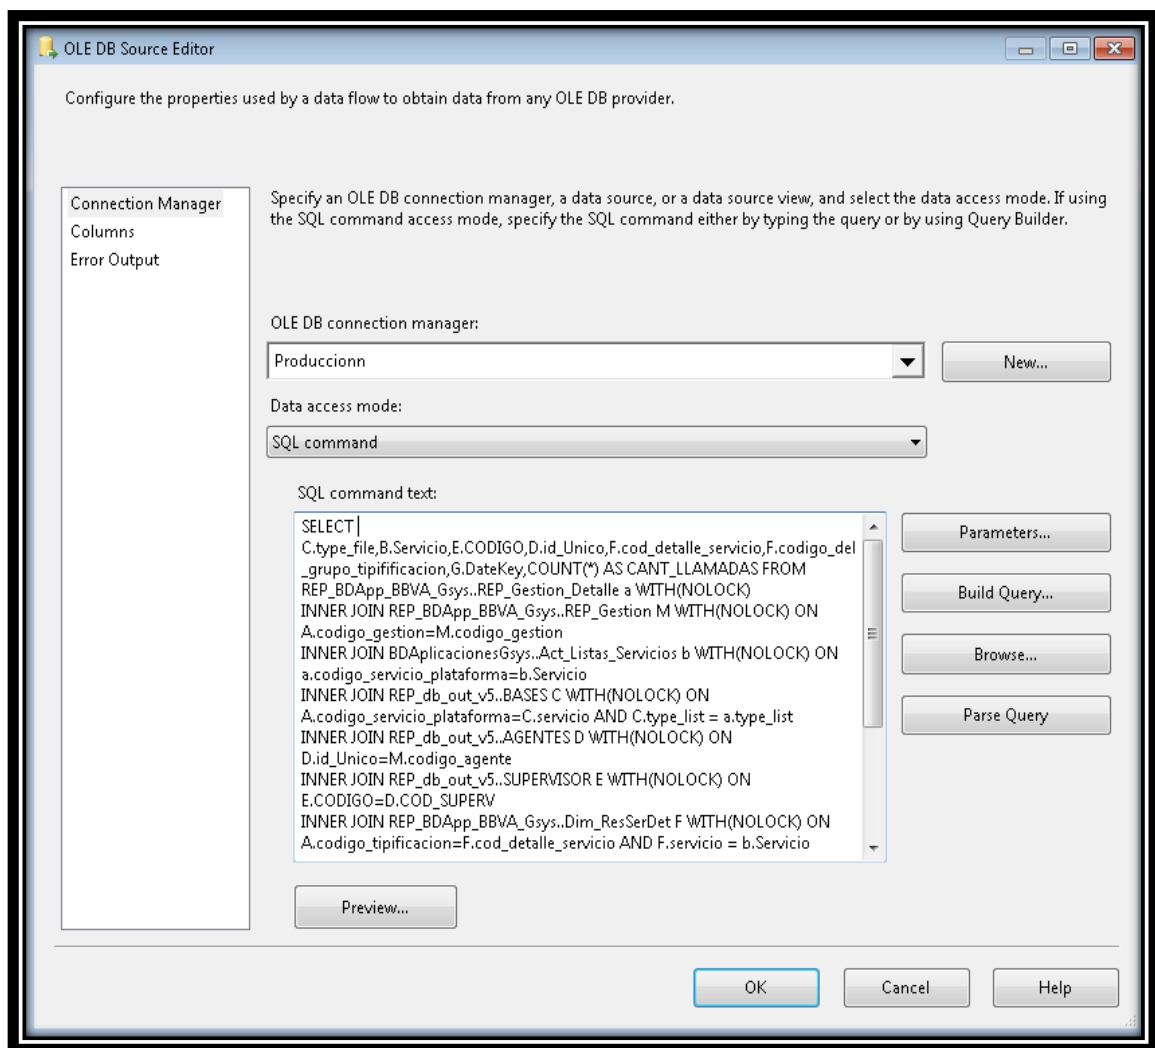 OLE DB Source Editor
Configure the properties used by a data flow to obtain data from any OLE DB provider.
Connection Manager
Columns
Error Output
Specify an OLE DB connection manager, a data source, or a data source view, and select the data access mode. If using
the SQL command access mode, specify the SQL command either by typing the query or by using Query Builder.
OLE DB connection manager:
Produccionn
New...
Data access mode:
SQL command
SQL command text:
SELECT
C.type_file,B.Servicio,E.CODIGO,D.id_Unico,F.cod_detalle_servicio,F.codigo_del
_grupo_tipifificacion,G.DateKey,COUNT(*) AS CANT_LLAMADAS FROM
REP_BDApp_BBVA_Gsys..REP_Gestion_Detalle a WITH(NOLOCK)
INNER JOIN REP_BDApp_BBVA_Gsys..REP_Gestion M WITH(NOLOCK) ON
A.codigo_gestion=M.codigo_gestion
INNER JOIN BDAplicacionesGsys..Act_Listas_Servicios b WITH(NOLOCK) ON
a.codigo_servicio_plataforma=b.Servicio
INNER JOIN REP_db_out_v5..BASES C WITH(NOLOCK) ON
A.codigo_servicio_plataforma=C.servicio AND C.type_list = a.type_list
INNER JOIN REP_db_out_v5..AGENTES D WITH(NOLOCK) ON
D.id_Unico=M.codigo_agente
INNER JOIN REP_db_out_v5..SUPERVISOR E WITH(NOLOCK) ON
E.CODIGO=D.COD_SUPERV
INNER JOIN REP_BDApp_BBVA_Gsys..Dim_ResSerDet F WITH(NOLOCK) ON
A.codigo_tipificacion=F.cod_detalle_servicio AND F.servicio = b.Servicio
Parameters...
Build Query...
Browse...
Parse Query
Preview...
OK
Cancel
Help